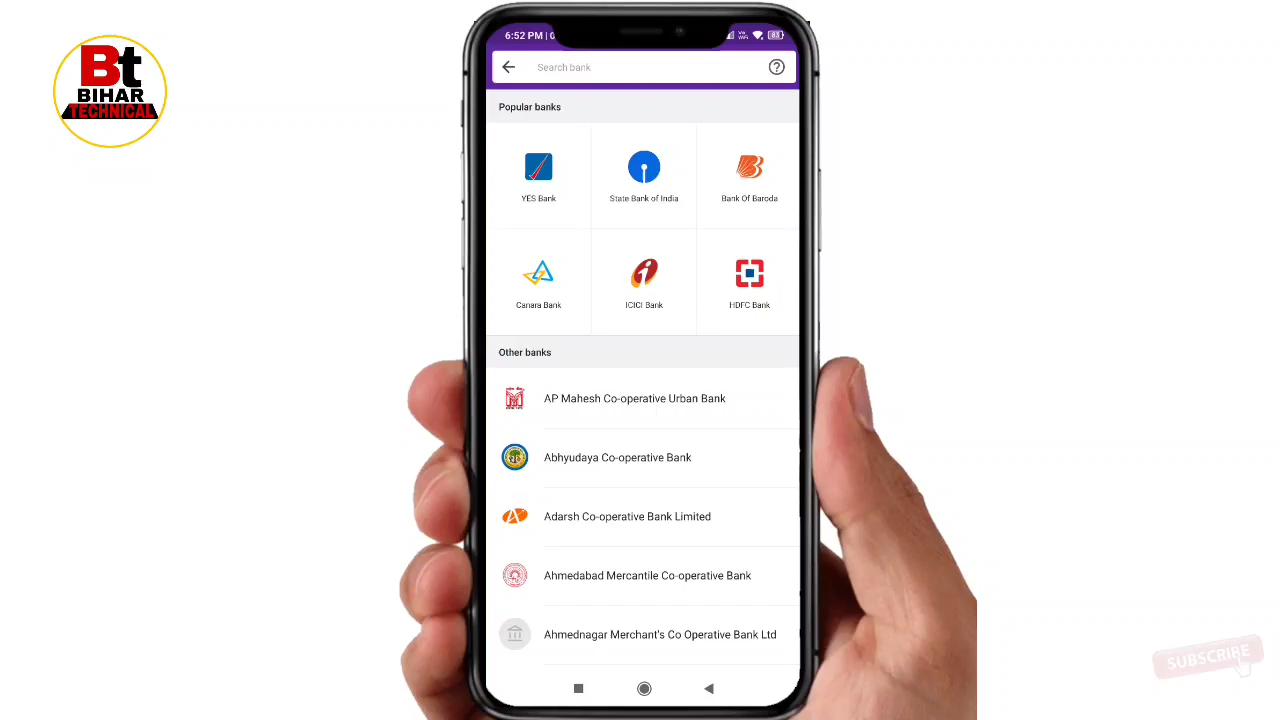 Bt
BIHAR
TECHNICAL
6:52 PM | 0
83
Search bank
Popular banks
YES Bank
State Bank of India
Bank Of Baroda
Canara Bank
ICICI Bank
HDFC Bank
Other banks
AP Mahesh Co-operative Urban Bank
Abhyudaya Co-operative Bank
Adarsh Co-operative Bank Limited
Ahmedabad Mercantile Co-operative Bank
Ahmednagar Merchant's Co Operative Bank Ltd
SUBSCRIBE